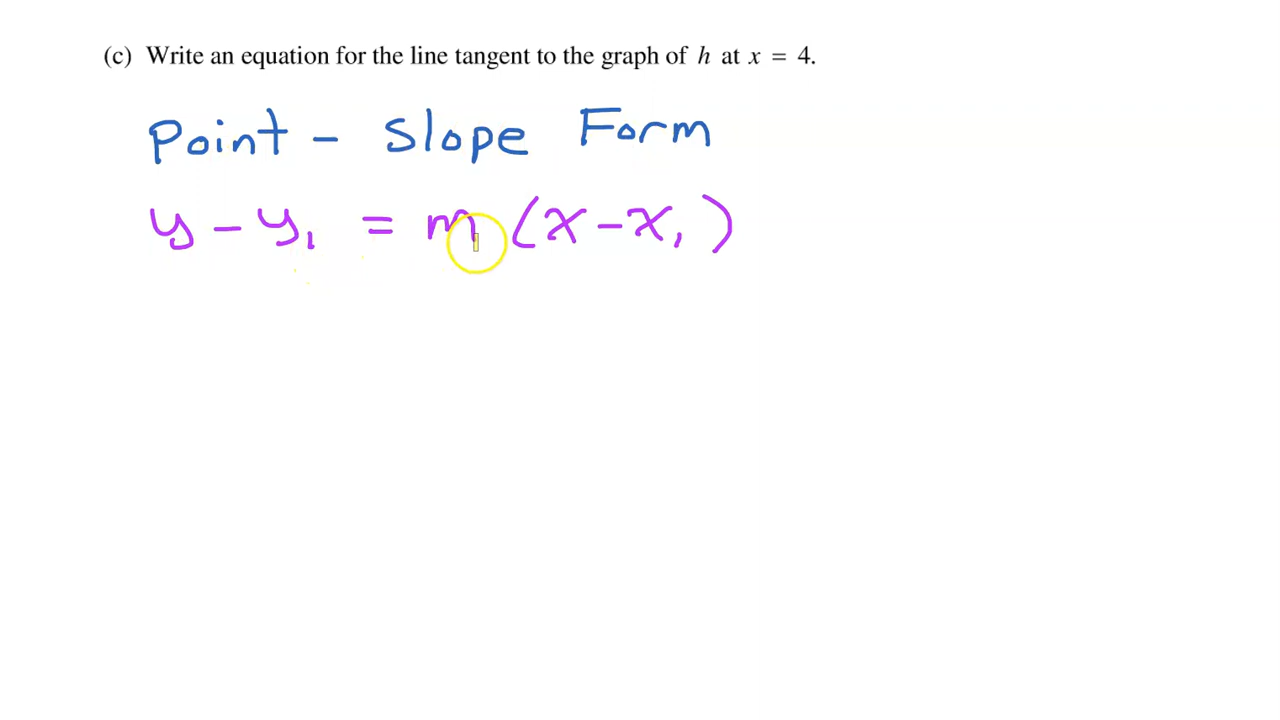 (c) Write an equation for the line tangent to the graph of h at x = 4.
Point - Slope Form
y - y₁ = m (x - x₁)